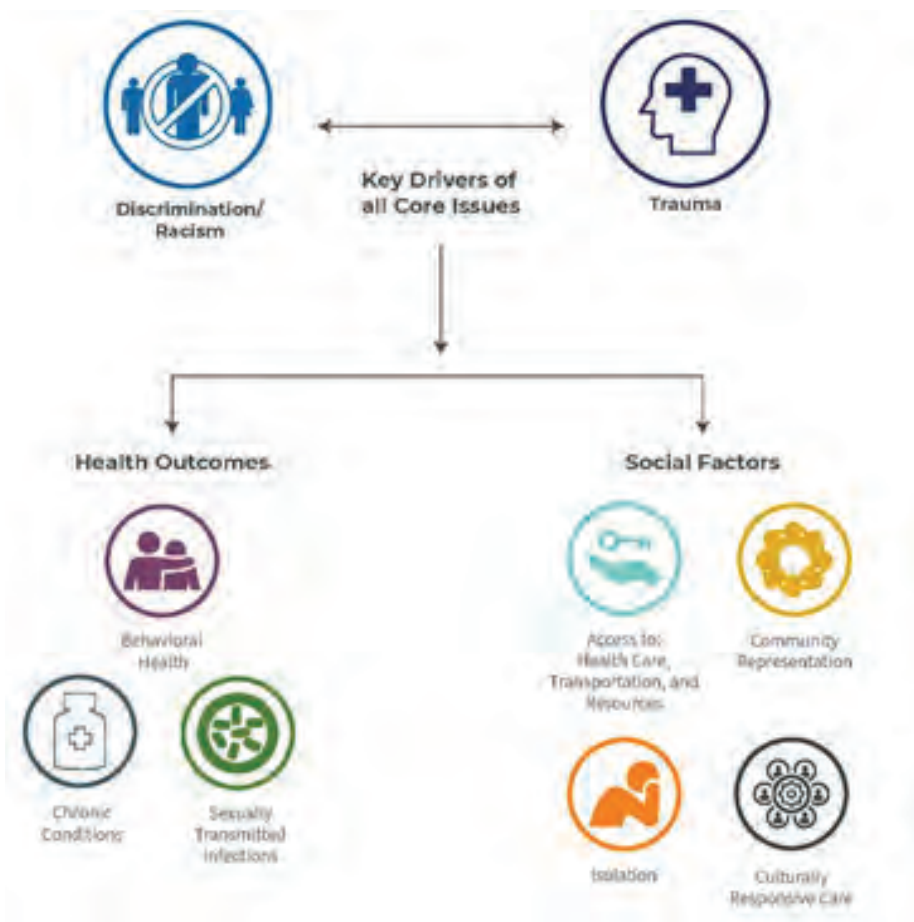 Discrimination/
Racism
Key Drivers of
all Core Issues
Trauma
Health Outcomes
Social Factors
Behavioral
Health
Access to:
Health Care,
Transportation, and
Resources
Community
Representation
Chronic
Conditions
Sexually
Transmitted
Infections
Isolation
Culturally
Responsive Care